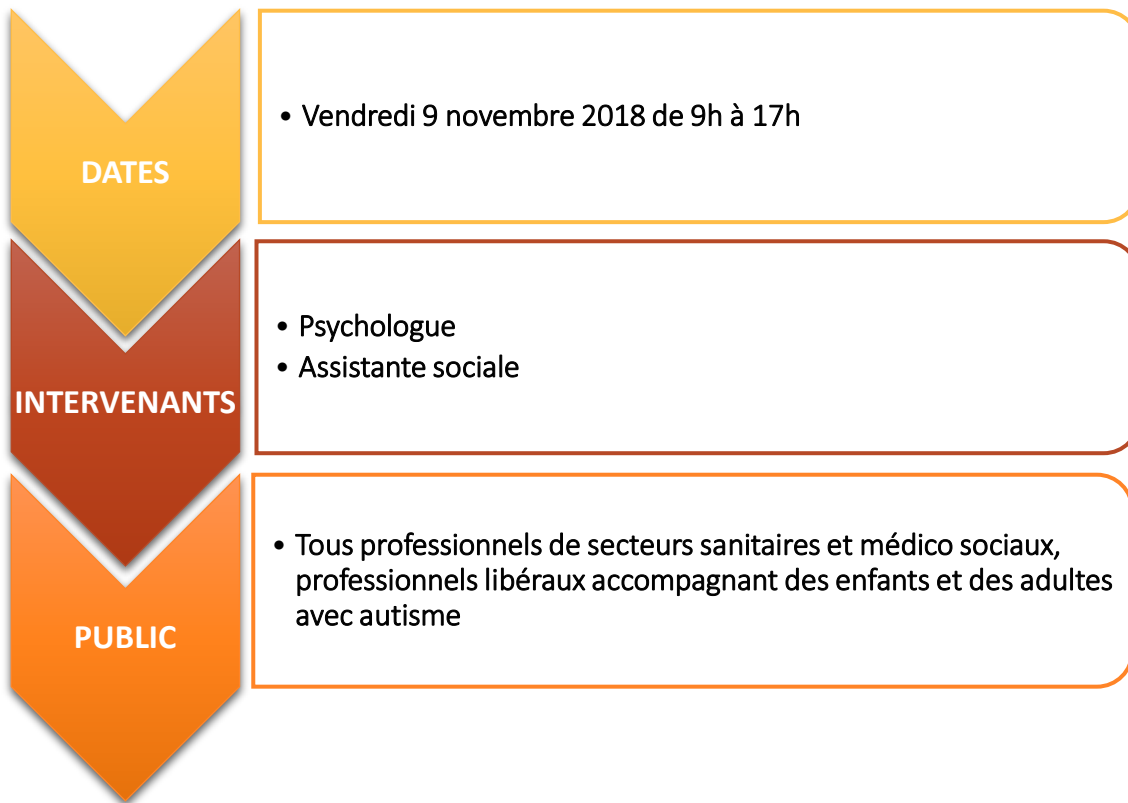 DATES
• Vendredi 9 novembre 2018 de 9h à 17h
INTERVENANTS
• Psychologue
• Assistante sociale
PUBLIC
• Tous professionnels de secteurs sanitaires et médico sociaux,
professionnels libéraux accompagnant des enfants et des adultes
avec autisme